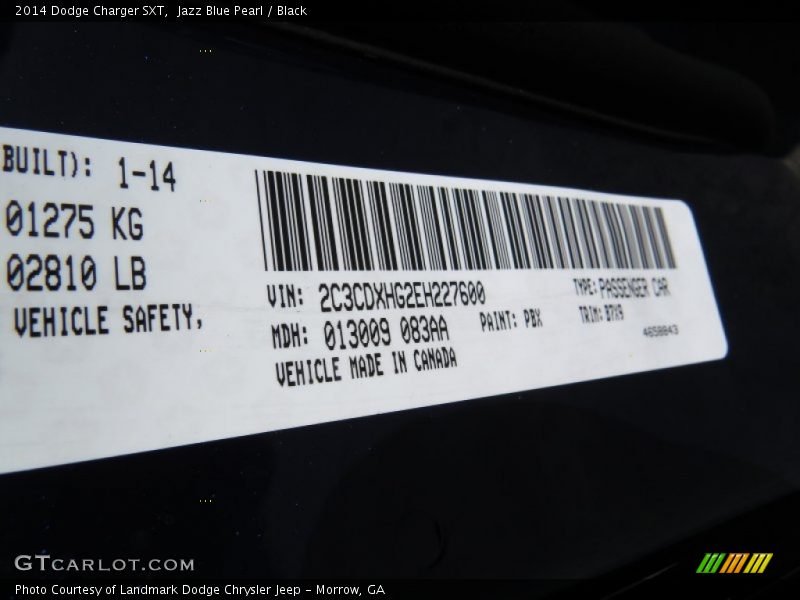 2014 Dodge Charger SXT,  Jazz Blue Pearl / Black
BUILT): 1-14
01275 KG
02810 LB
VEHICLE SAFETY,
VIN: 2C3CDXHG2EH227600
TYPE: PASSENGER CAR
MDH: 013009 083AA
PAINT: PBX
TRIM: B7X9
VEHICLE MADE IN CANADA
4658843
GTCARLOT.COM
Photo Courtesy of Landmark Dodge Chrysler Jeep - Morrow, GA